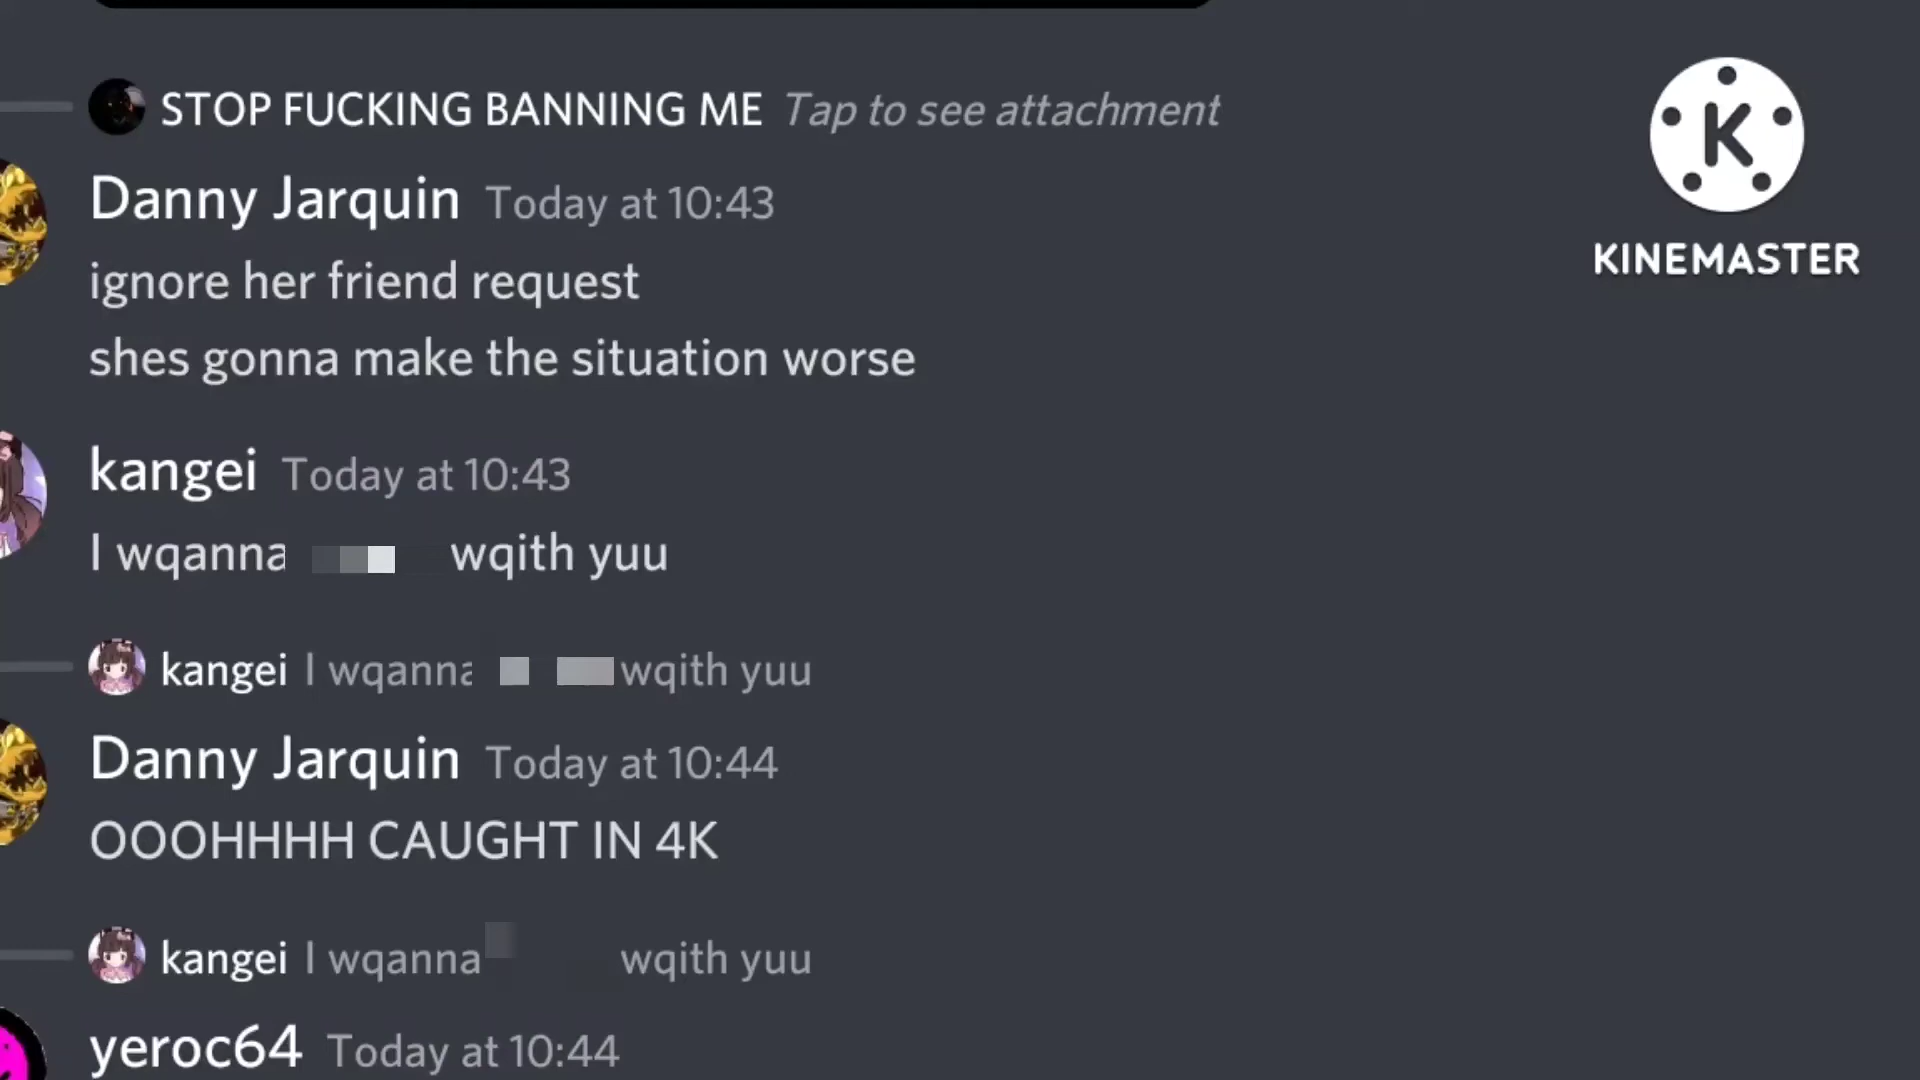 STOP FUCKING BANNING ME Tap to see attachment
Danny Jarquin Today at 10:43
ignore her friend request
shes gonna make the situation worse
kangei Today at 10:43
I wqanna wqith yuu
kangei I wqanna wqith yuu
Danny Jarquin Today at 10:44
OOOHHHH CAUGHT IN 4K
kangei I wqanna wqith yuu
yeroc64 Today at 10:44
K
KINEMASTER